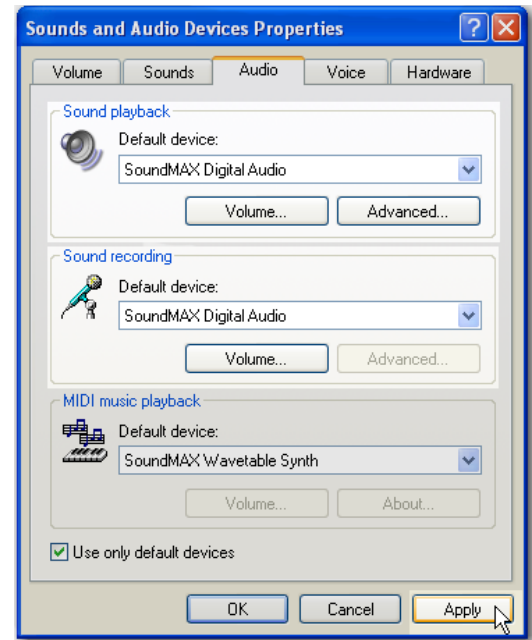 Sounds and Audio Devices Properties
Volume Sounds Audio Voice Hardware
Sound playback
Default device:
SoundMAX Digital Audio
Volume... Advanced...
Sound recording
Default device:
SoundMAX Digital Audio
Volume... Advanced...
MIDI music playback
Default device:
SoundMAX Wavetable Synth
Volume... About...
Use only default devices
OK Cancel Apply